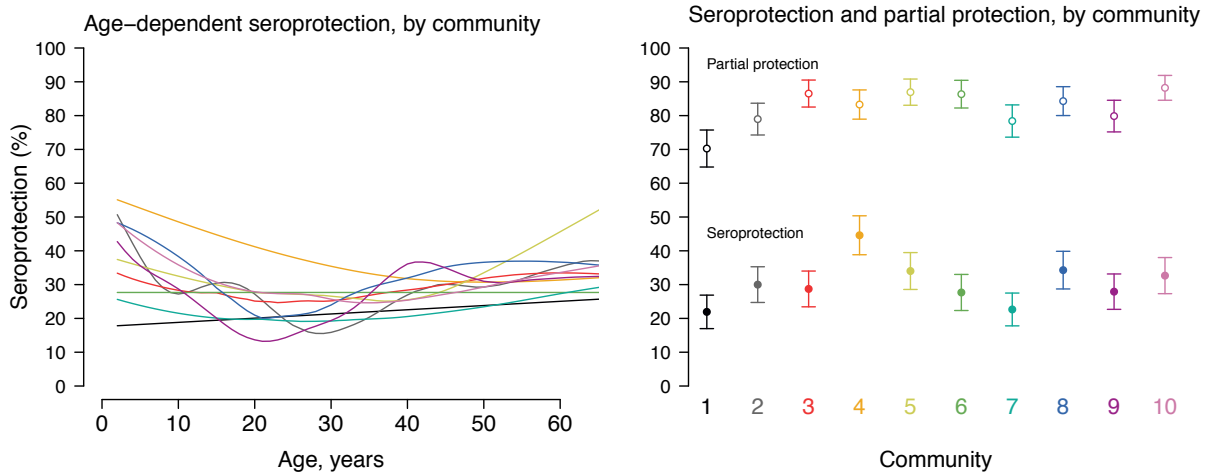 Age−dependent seroprotection, by community
100
90
80
70
60
50
40
30
20
10
0
Seroprotection (%)
0 10 20 30 40 50 60
Age, years
Seroprotection and partial protection, by community
100
90
80
70
60
50
40
30
20
10
0
Partial protection
Seroprotection
1 2 3 4 5 6 7 8 9 10
Community